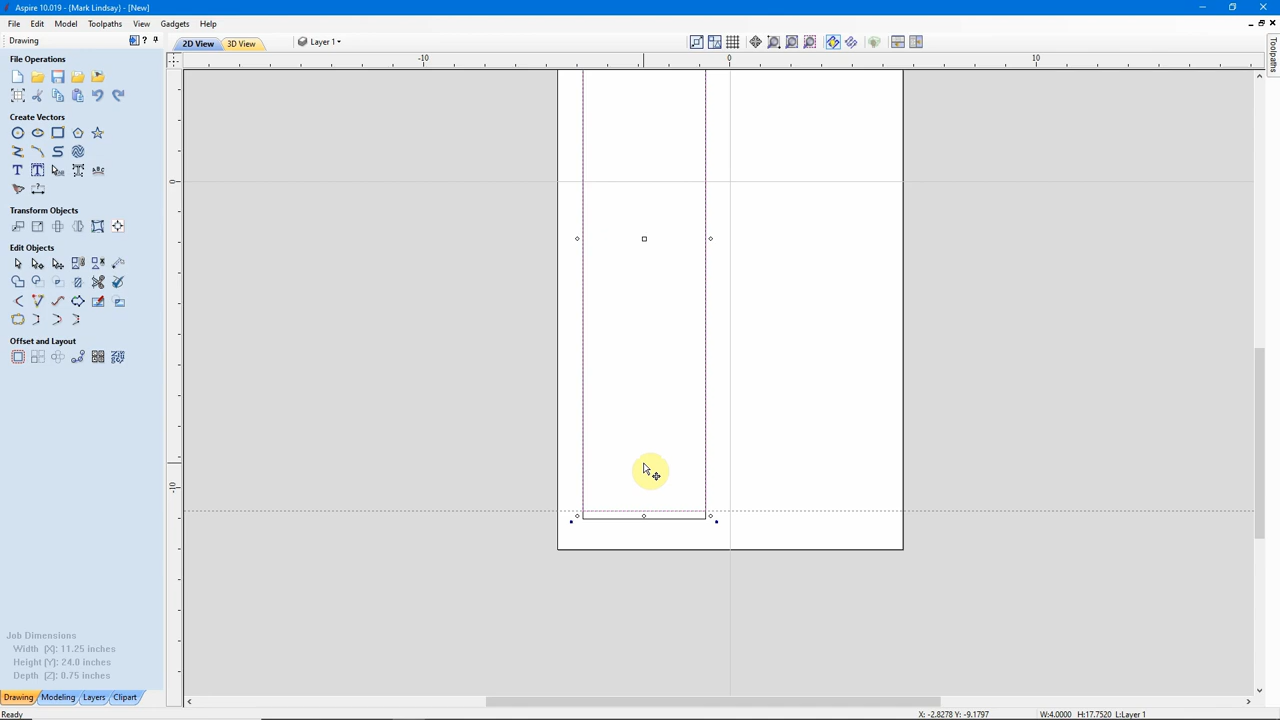 Aspire 10.019 - {Mark Lindsay} - [New]
File Edit Model Toolpaths View Gadgets Help
Drawing
2D View 3D View Layer 1
Toolpaths
-10 0 10
File Operations
Create Vectors
0
Transform Objects
Edit Objects
Offset and Layout
-10
Job Dimensions
Width (X): 11.25 inches
Height (Y): 24.0 inches
Depth (Z): 0.75 inches
Drawing Modeling Layers Clipart
Ready
X: -2.8278 Y: -9.1797
W:4.0000 H:17.7520 L:Layer 1